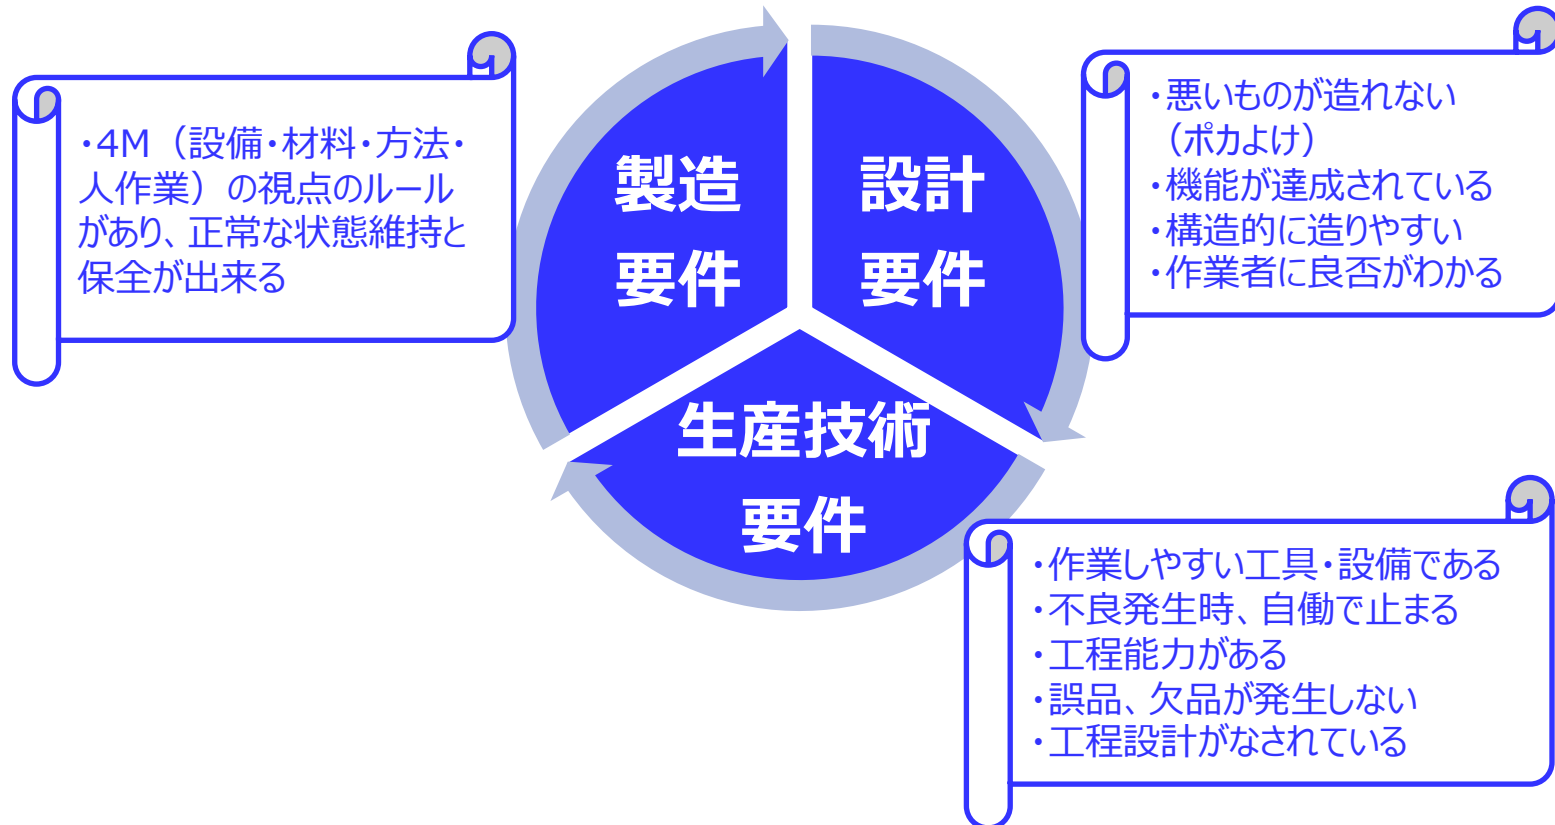 製造
要件
設計
要件
生産技術
要件
・4M（設備・材料・方法・
人作業）の視点のルール
があり、正常な状態維持と
保全が出来る
・悪いものが造れない
（ポカよけ）
・機能が達成されている
・構造的に造りやすい
・作業者に良否がわかる
・作業しやすい工具・設備である
・不良発生時、自働で止まる
・工程能力がある
・誤品、欠品が発生しない
・工程設計がなされている